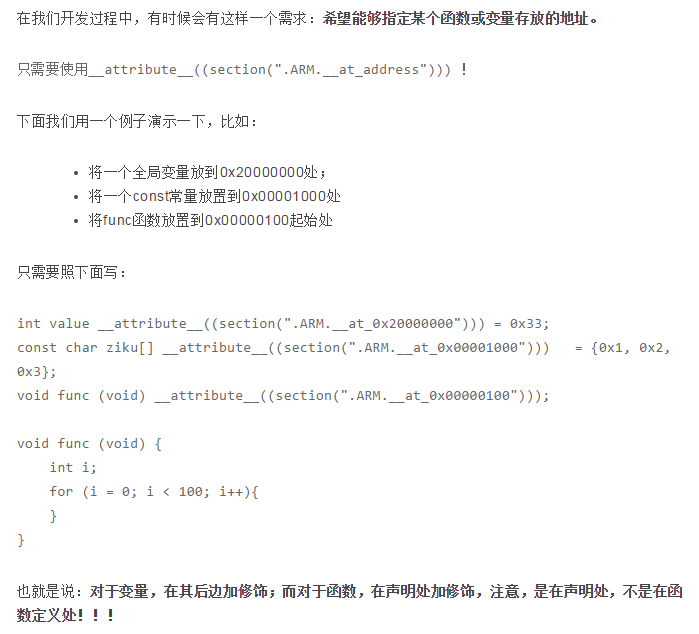 在我们开发过程中，有时候会有这样一个需求：希望能够指定某个函数或变量存放的地址。
只需要使用__attribute__((section(".ARM.__at_address"))) ！
下面我们用一个例子演示一下，比如：
• 将一个全局变量放到0x20000000处；
• 将一个const常量放置到0x00001000处
• 将func函数放置到0x00000100起始处
只需要照下面写：
int value __attribute__((section(".ARM.__at_0x20000000"))) = 0x33;
const char ziku[] __attribute__((section(".ARM.__at_0x00001000")))   = {0x1, 0x2,
0x3};
void func (void) __attribute__((section(".ARM.__at_0x00000100")));
void func (void) {
    int i;
    for (i = 0; i < 100; i++){
    }
}
也就是说：对于变量，在其后边加修饰；而对于函数，在声明处加修饰，注意，是在声明处，不是在函
数定义处！！！